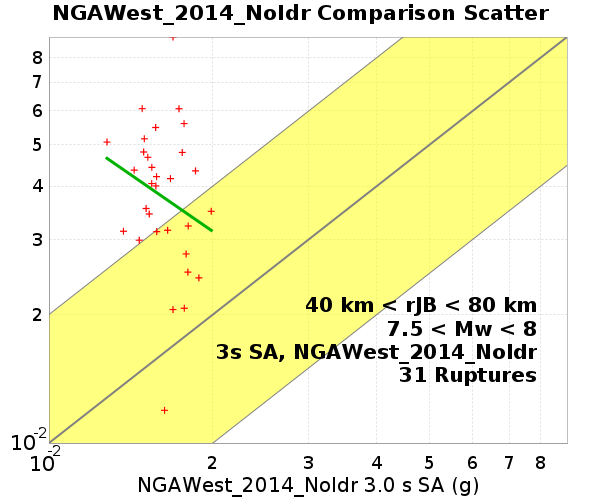 NGAWest_2014_NoIdr Comparison Scatter
8
7
6
5
4
3
2
10-2
40 km < rJB < 80 km
7.5 < Mw < 8
3s SA, NGAWest_2014_NoIdr
31 Ruptures
10-2 2 3 4 5 6 7 8
NGAWest_2014_NoIdr 3.0 s SA (g)